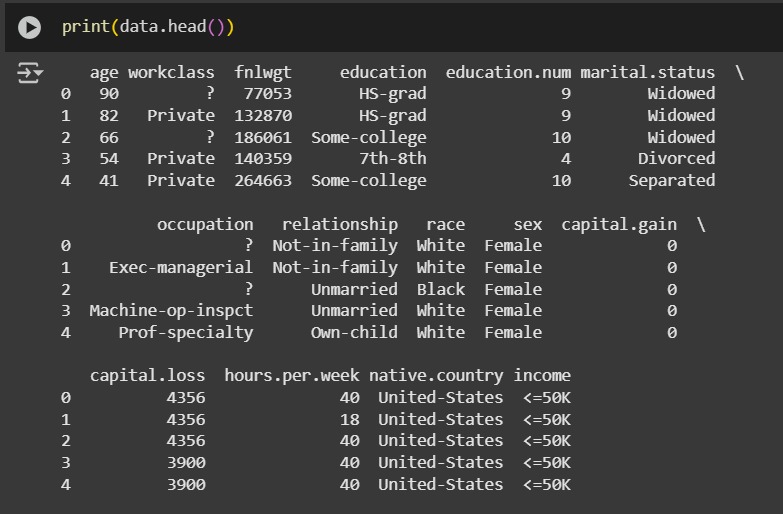 print(data.head())
age workclass fnlwgt education education.num marital.status \
0 90 ? 77053 HS-grad 9 Widowed
1 82 Private 132870 HS-grad 9 Widowed
2 66 ? 186061 Some-college 10 Widowed
3 54 Private 140359 7th-8th 4 Divorced
4 41 Private 264663 Some-college 10 Separated
occupation relationship race sex capital.gain \
0 ? Not-in-family White Female 0
1 Exec-managerial Not-in-family White Female 0
2 ? Unmarried Black Female 0
3 Machine-op-inspct Unmarried White Female 0
4 Prof-specialty Own-child White Female 0
capital.loss hours.per.week native.country income
0 4356 40 United-States <=50K
1 4356 18 United-States <=50K
2 4356 40 United-States <=50K
3 3900 40 United-States <=50K
4 3900 40 United-States <=50K